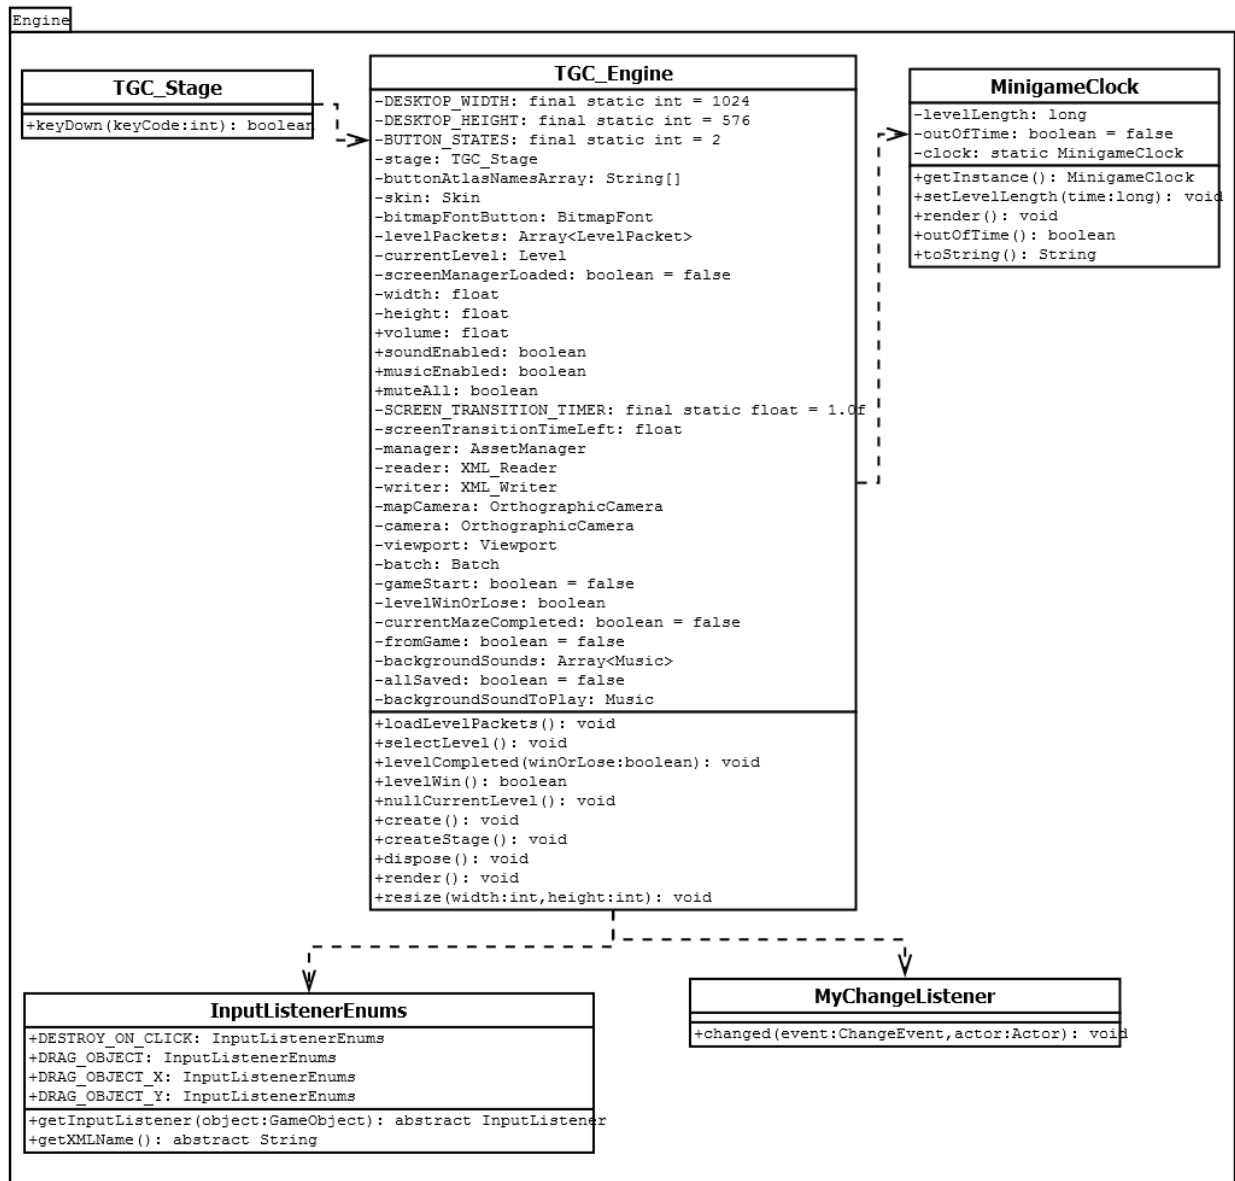 Engine
TGC_Stage
+keyDown(keyCode:int): boolean
TGC_Engine
-DESKTOP_WIDTH: final static int = 1024
-DESKTOP_HEIGHT: final static int = 576
-BUTTON_STATES: final static int = 2
-stage: TGC_Stage
-buttonAtlasNamesArray: String[]
-skin: Skin
-bitmapFontButton: BitmapFont
-levelPackets: Array<LevelPacket>
-currentLevel: Level
-screenManagerLoaded: boolean = false
-width: float
-height: float
+volume: float
+soundEnabled: boolean
+musicEnabled: boolean
+muteAll: boolean
-SCREEN_TRANSITION_TIMER: final static float = 1.0f
-screenTransitionTimeLeft: float
-manager: AssetManager
-reader: XML_Reader
-writer: XML_Writer
-mapCamera: OrthographicCamera
-camera: OrthographicCamera
-viewport: Viewport
-batch: Batch
-gameStart: boolean = false
-levelWinOrLose: boolean
-currentMazeCompleted: boolean = false
-fromGame: boolean = false
-backgroundSounds: Array<Music>
-allSaved: boolean = false
-backgroundSoundToPlay: Music
+loadLevelPackets(): void
+selectLevel(): void
+levelCompleted(winOrLose:boolean): void
+levelWin(): boolean
+nullCurrentLevel(): void
+create(): void
+createStage(): void
+dispose(): void
+render(): void
+resize(width:int,height:int): void
MinigameClock
-levelLength: long
-outOfTime: boolean = false
-clock: static MinigameClock
+getInstance(): MinigameClock
+setLevelLength(time:long): void
+render(): void
+outOfTime(): boolean
+toString(): String
InputListenerEnums
+DESTROY_ON_CLICK: InputListenerEnums
+DRAG_OBJECT: InputListenerEnums
+DRAG_OBJECT_X: InputListenerEnums
+DRAG_OBJECT_Y: InputListenerEnums
+getInputListener(object:GameObject): abstract InputListener
+getXMLName(): abstract String
MyChangeListener
+changed(event:ChangeEvent,actor:Actor): void